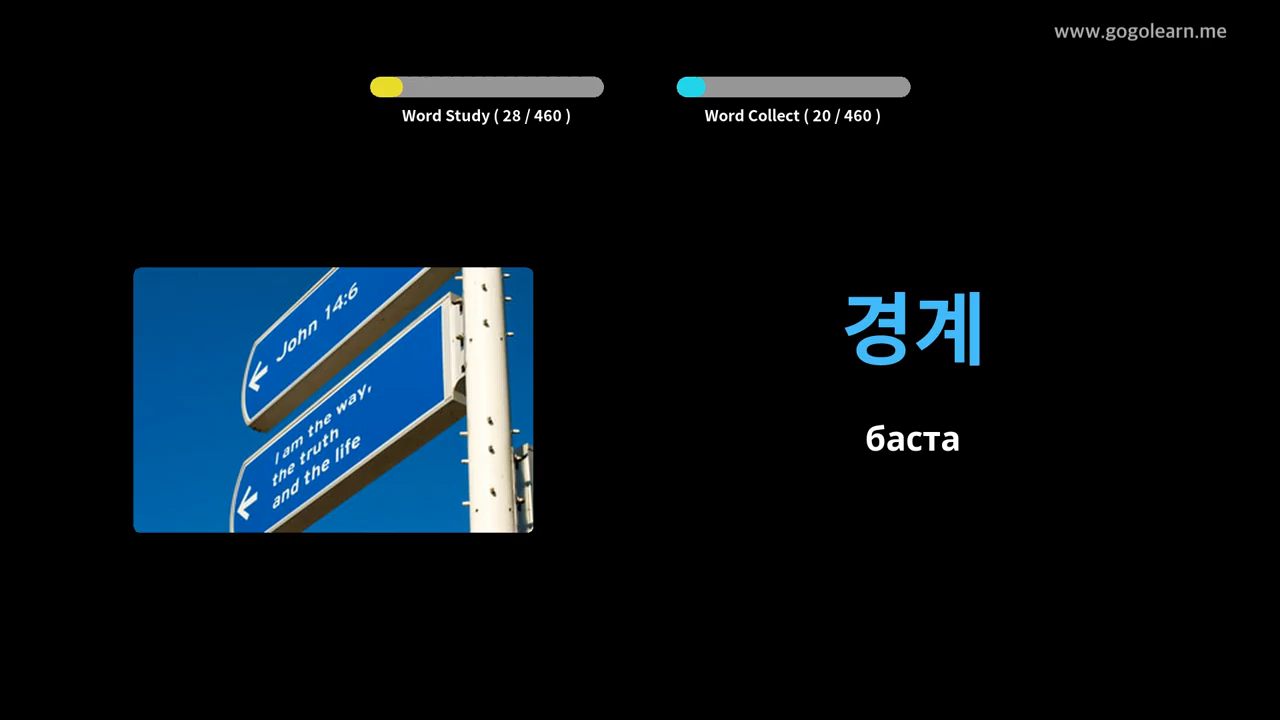 www.gogolearn.me
Word Study ( 28 / 460 )
Word Collect ( 20 / 460 )
John 14:6
I am the way,
the truth
and the life
경계
баста